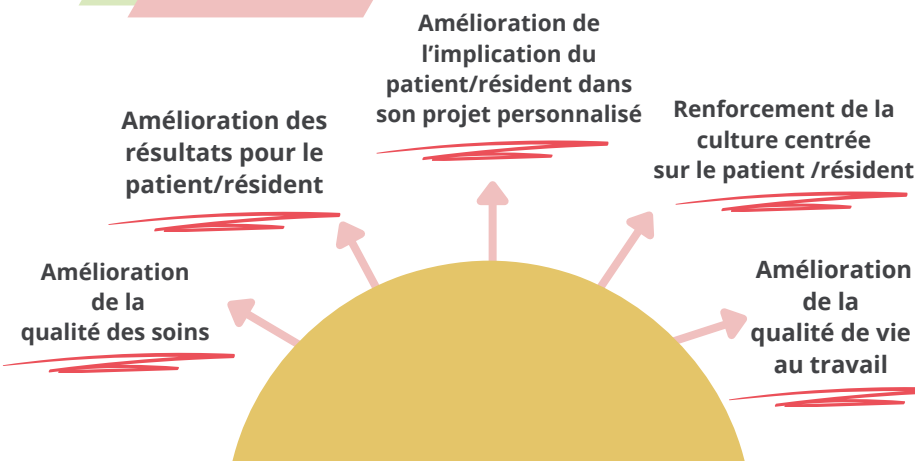 Amélioration
de la
qualité des soins
Amélioration des
résultats pour le
patient/résident
Amélioration de
l’implication du
patient/résident dans
son projet personnalisé
Renforcement de la
culture centrée
sur le patient /résident
Amélioration
de la
qualité de vie
au travail